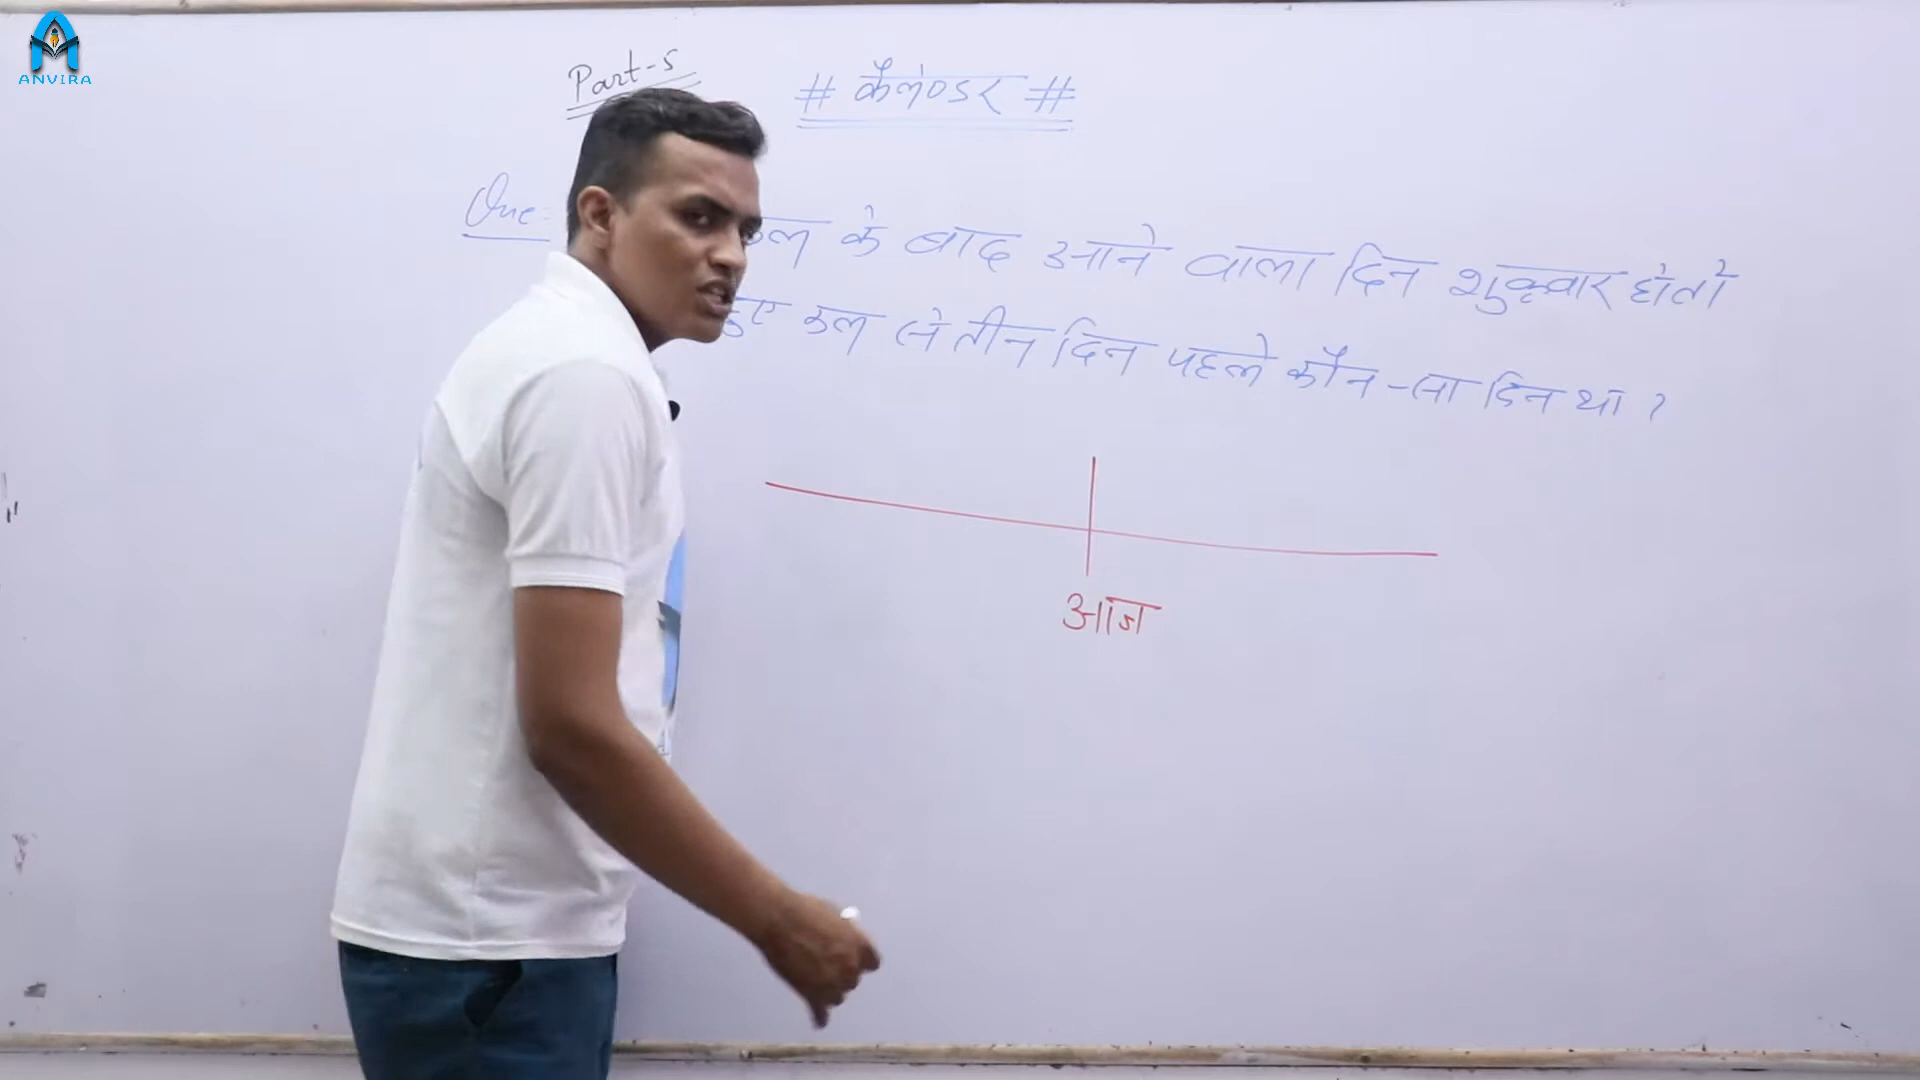 ANVIRA
Part-5
# कैलेण्डर #
Que:-
के बाद आने वाला दिन शुक्रवार हो तो
कल से तीन दिन पहले कौन-सा दिन था ?
आज